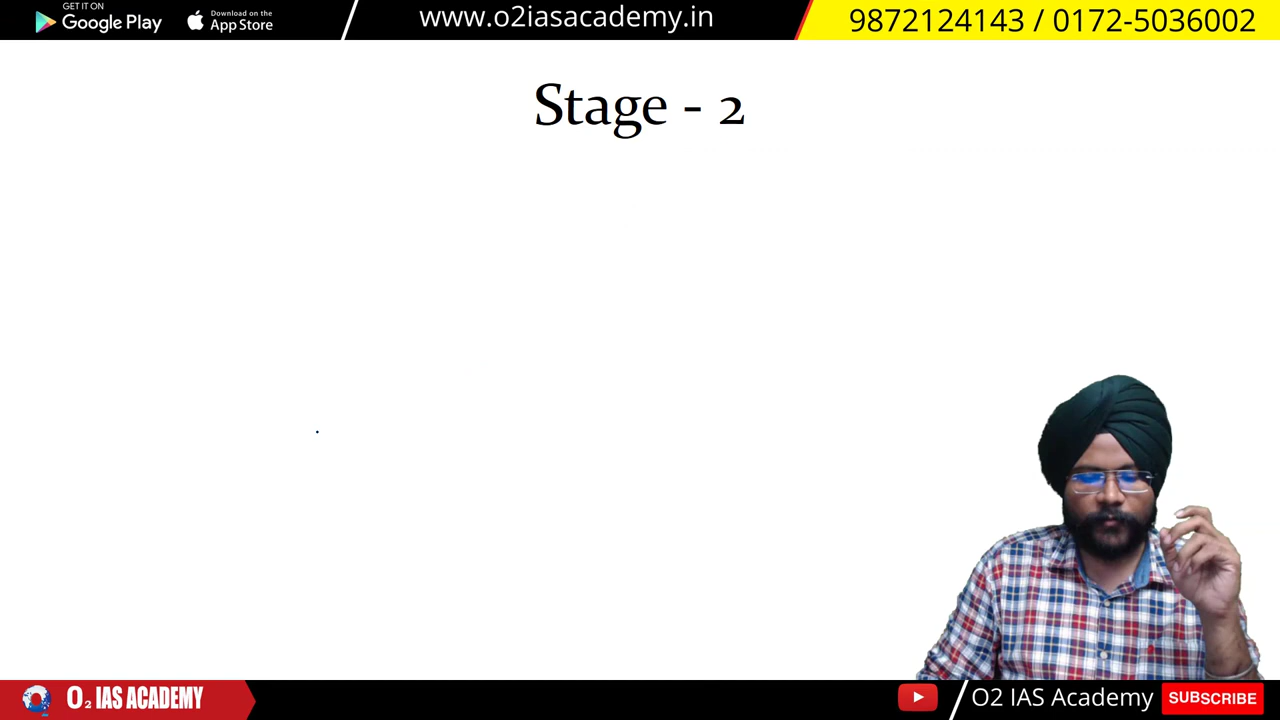 GET IT ON
Google Play
Download on the
App Store
www.o2iasacademy.in
9872124143 / 0172-5036002
Stage - 2
O2 IAS ACADEMY
O2 IAS Academy
SUBSCRIBE